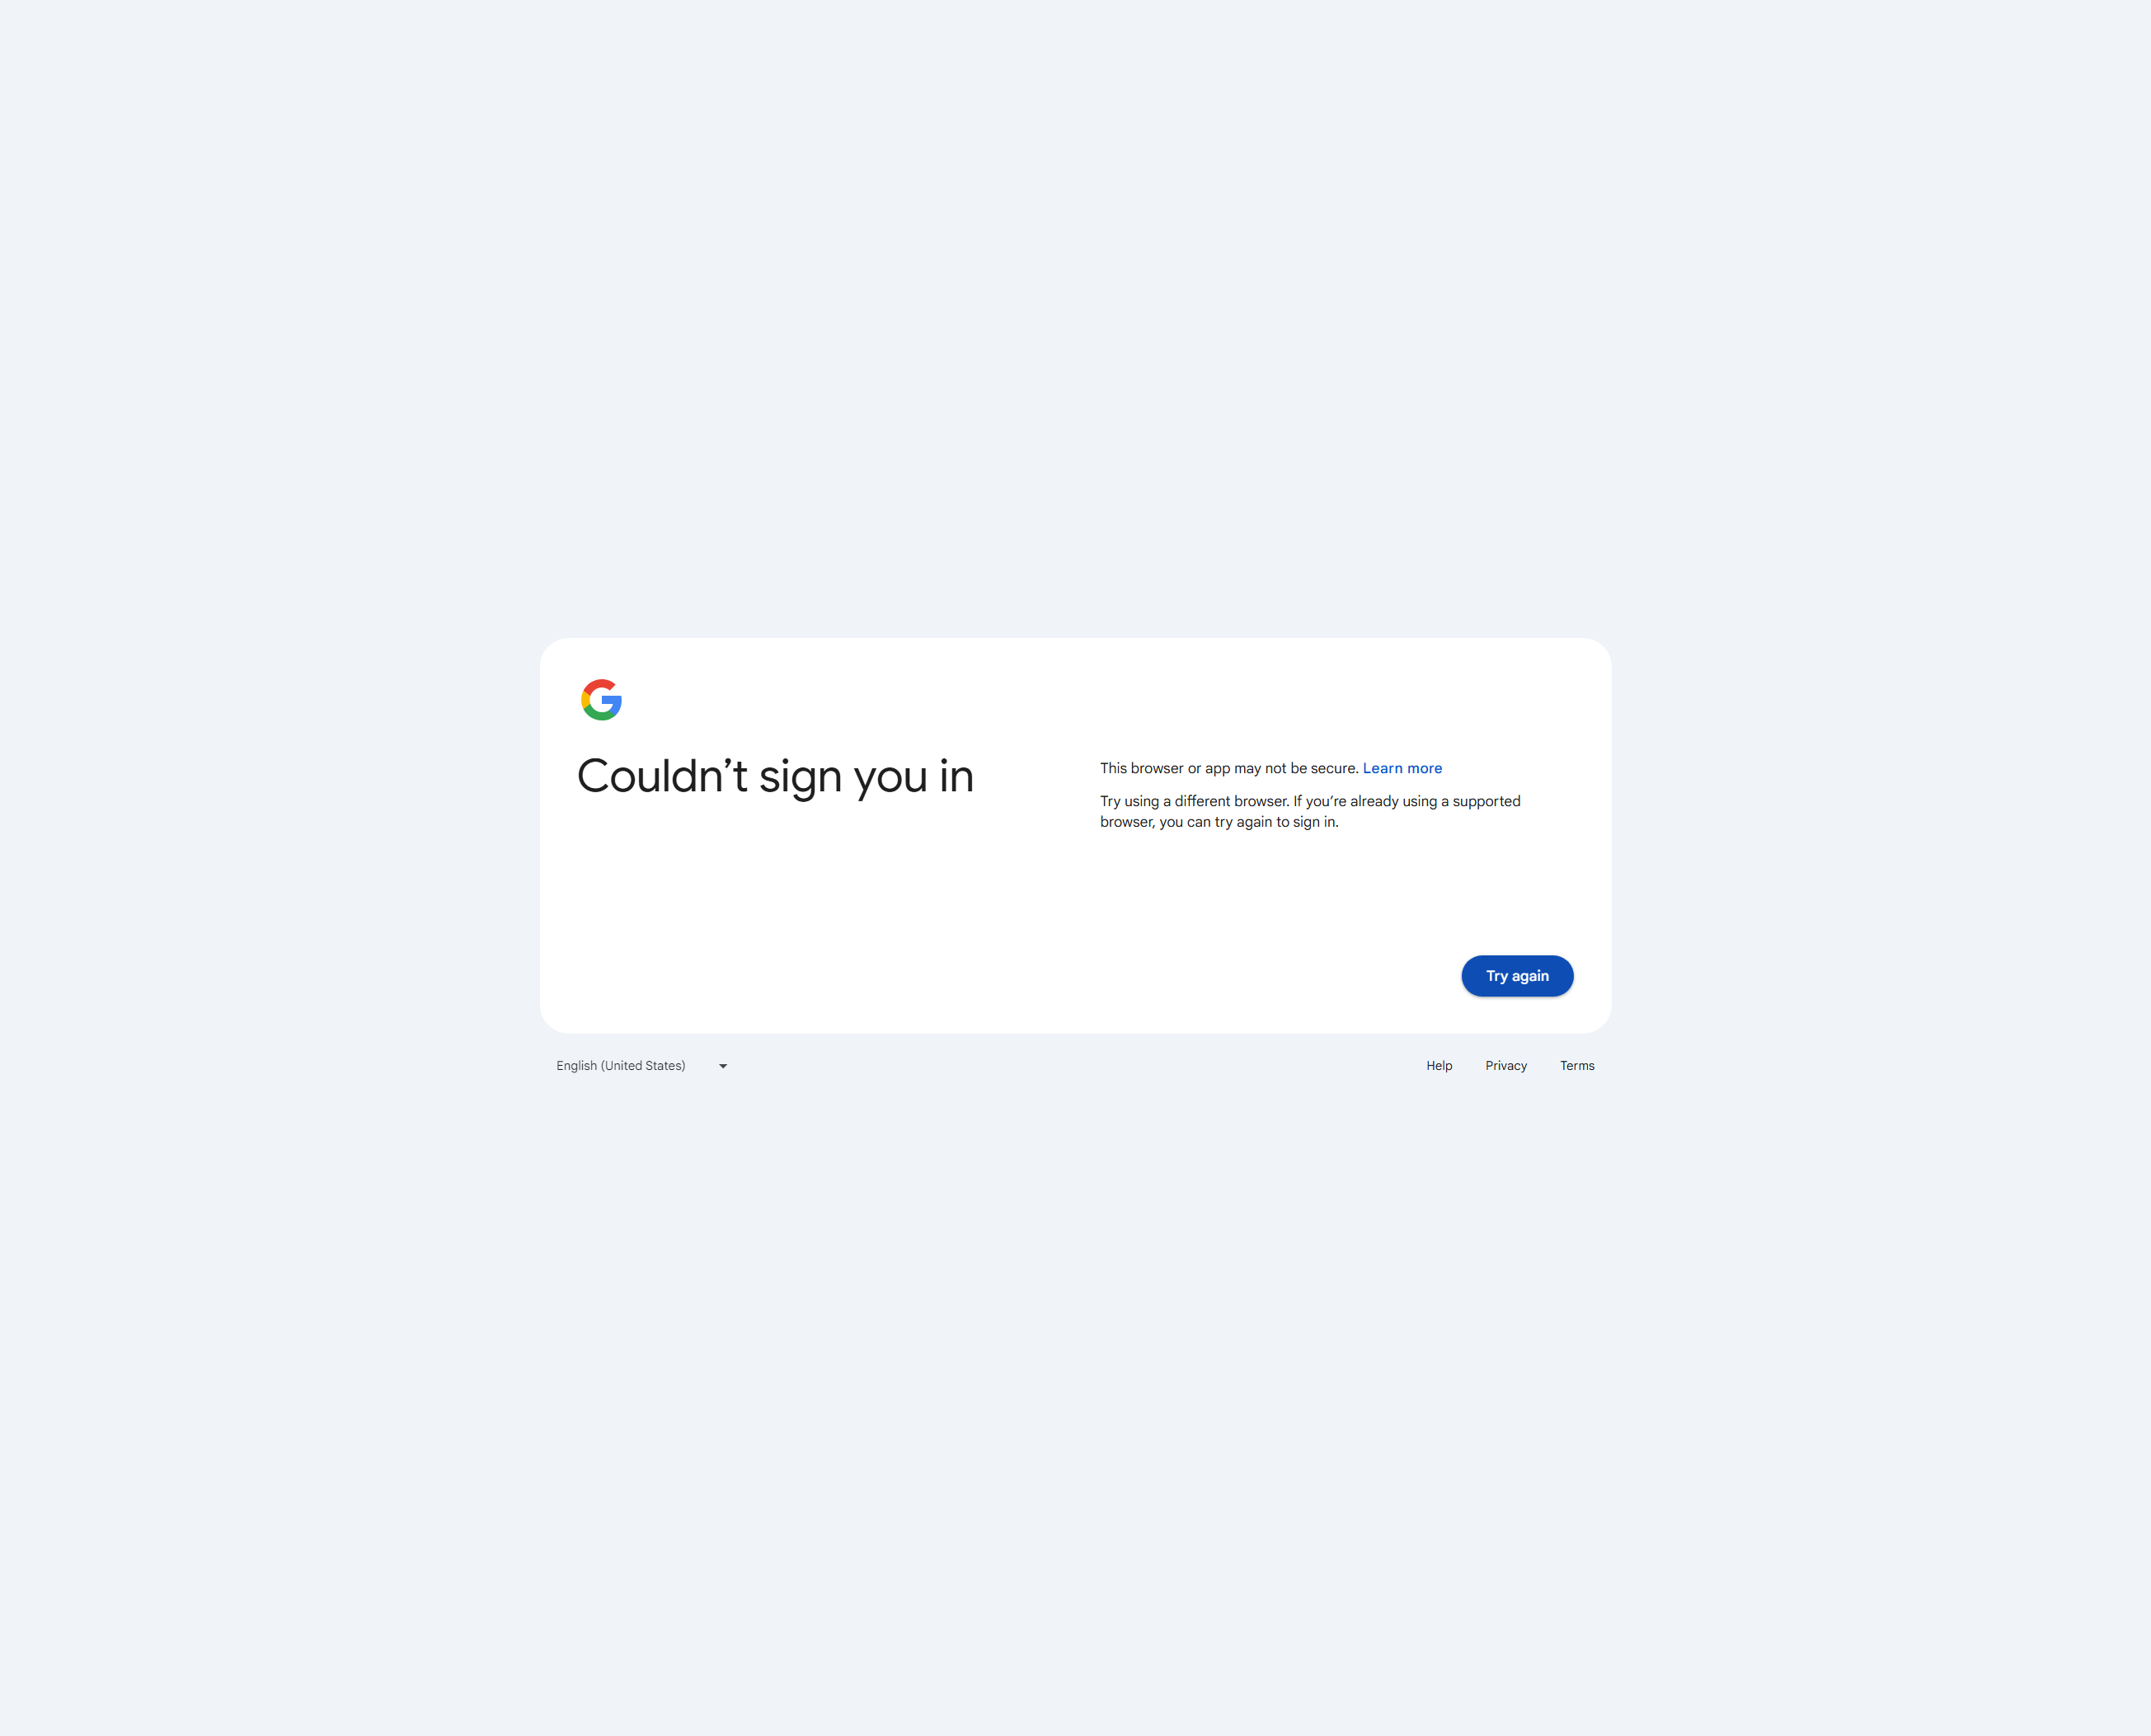 Couldn’t sign you in
This browser or app may not be secure. Learn more
Try using a different browser. If you’re already using a supported
browser, you can try again to sign in.
Try again
English (United States)
Help Privacy Terms